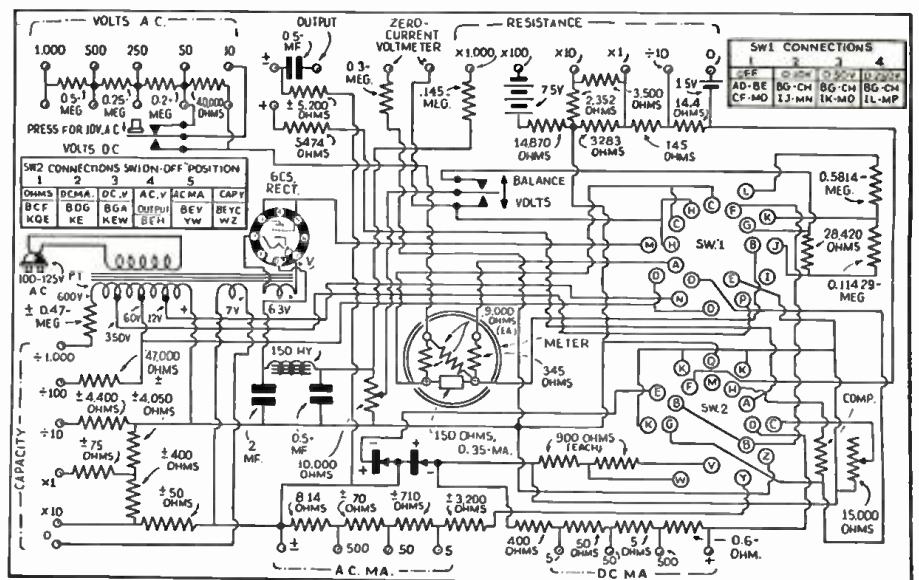 VOLTS A.C.
1,000 500 250 50 10
0.5-MEG
0.25-MEG
0.2-MEG
40,000 OHMS
PRESS FOR 10V, A.C.
VOLTS DC
OUTPUT
0.5-MF
+
± 5,200 OHMS
+
5474 OHMS
ZERO-CURRENT VOLTMETER
0.3-MEG.
.145 MEG.
RESISTANCE
X1,000 X100 X10 X1 ÷10 0
75V
1.5V
2,352 OHMS
3,500 OHMS
14.4 OHMS
14,870 OHMS
3283 OHMS
145 OHMS
SW1 CONNECTIONS
1 2 3 4
OFF
AD-BE BG-CH BG-CH BG-CH
CF-MD IJ-MN IK-MO IL-MP
SW2 CONNECTIONS SW1 ON-OFF POSITION
1 2 3 4 5
OHMS DCMA. DC.V A.C.V ACMA CAPY
BCF BDG BGA OUTPUT BEY BEYC
KQE KE KEW BEH YW WZ
6C5 RECT.
BALANCE
VOLTS
0.5814-MEG.
28,420 OHMS
0.11429-MEG
SW.1
L C F H G K M H B J A D O E I N P
100-125V AC
P.T.
600V
± 0.47-MEG
350V
60V
12V
7V
6.3V
V
150 HY
9,000 OHMS (EA)
METER
345 OHMS
150 OHMS, 0.35-MA.
CAPACITY
÷1,000
÷100
÷10
X1
X10
0
47,000 OHMS
±
± 4,400 OHMS
± 4,050 OHMS
± 75 OHMS
± 400 OHMS
± 50 OHMS
2 MF.
0.5-MF
10,000 OHMS
- +
+ -
900 OHMS (EACH)
SW.2
K K F M H A E B K G D C B Z Y W Y
COMP.
15,000 OHMS
814 OHMS
± 70 OHMS
± 710 OHMS
± 3,200 OHMS
± 500 50 5
A.C. MA.
400 OHMS
50 OHMS
5 OHMS
0.6-OHM.
5 50 500 +
DC MA